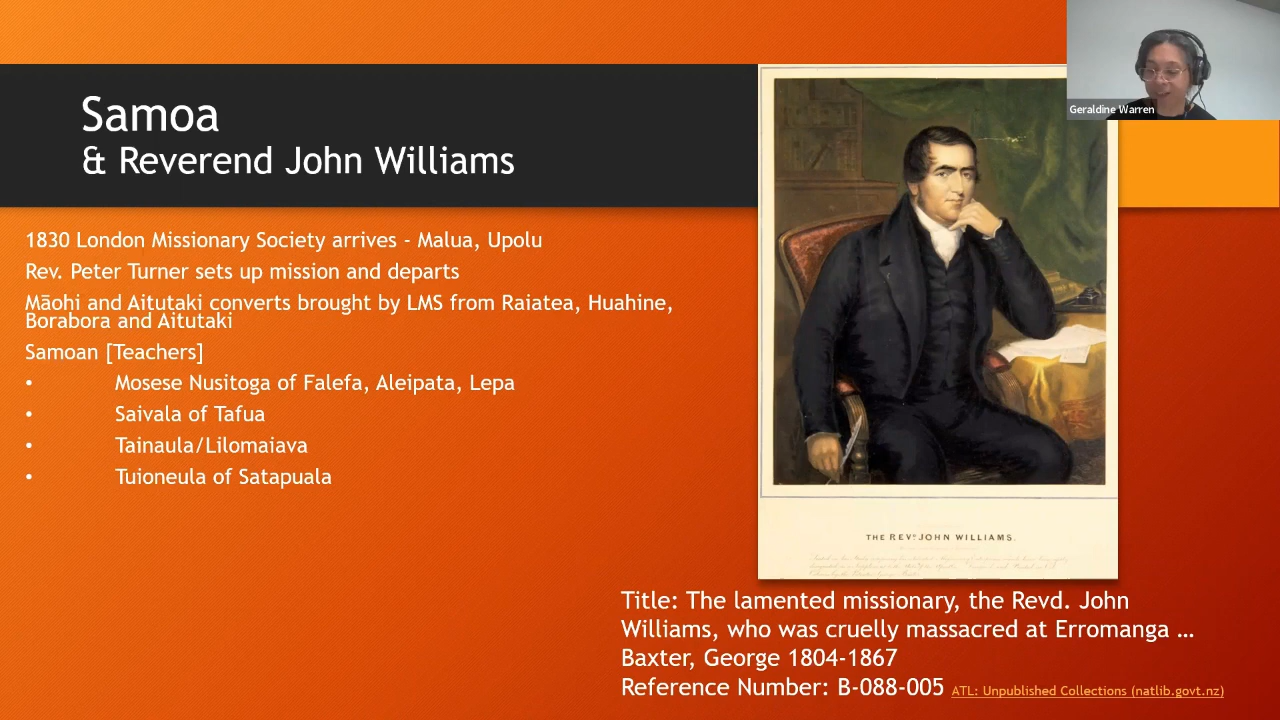 Samoa
& Reverend John Williams
Geraldine Warren
1830 London Missionary Society arrives - Malua, Upolu
Rev. Peter Turner sets up mission and departs
Māohi and Aitutaki converts brought by LMS from Raiatea, Huahine,
Borabora and Aitutaki
Samoan [Teachers]
• Mosese Nusitoga of Falefa, Aleipata, Lepa
• Saivala of Tafua
• Tainaula/Lilomaiava
• Tuioneula of Satapuala
THE REVD. JOHN WILLIAMS.
Title: The lamented missionary, the Revd. John
Williams, who was cruelly massacred at Erromanga ...
Baxter, George 1804-1867
Reference Number: B-088-005 ATL: Unpublished Collections (natlib.govt.nz)